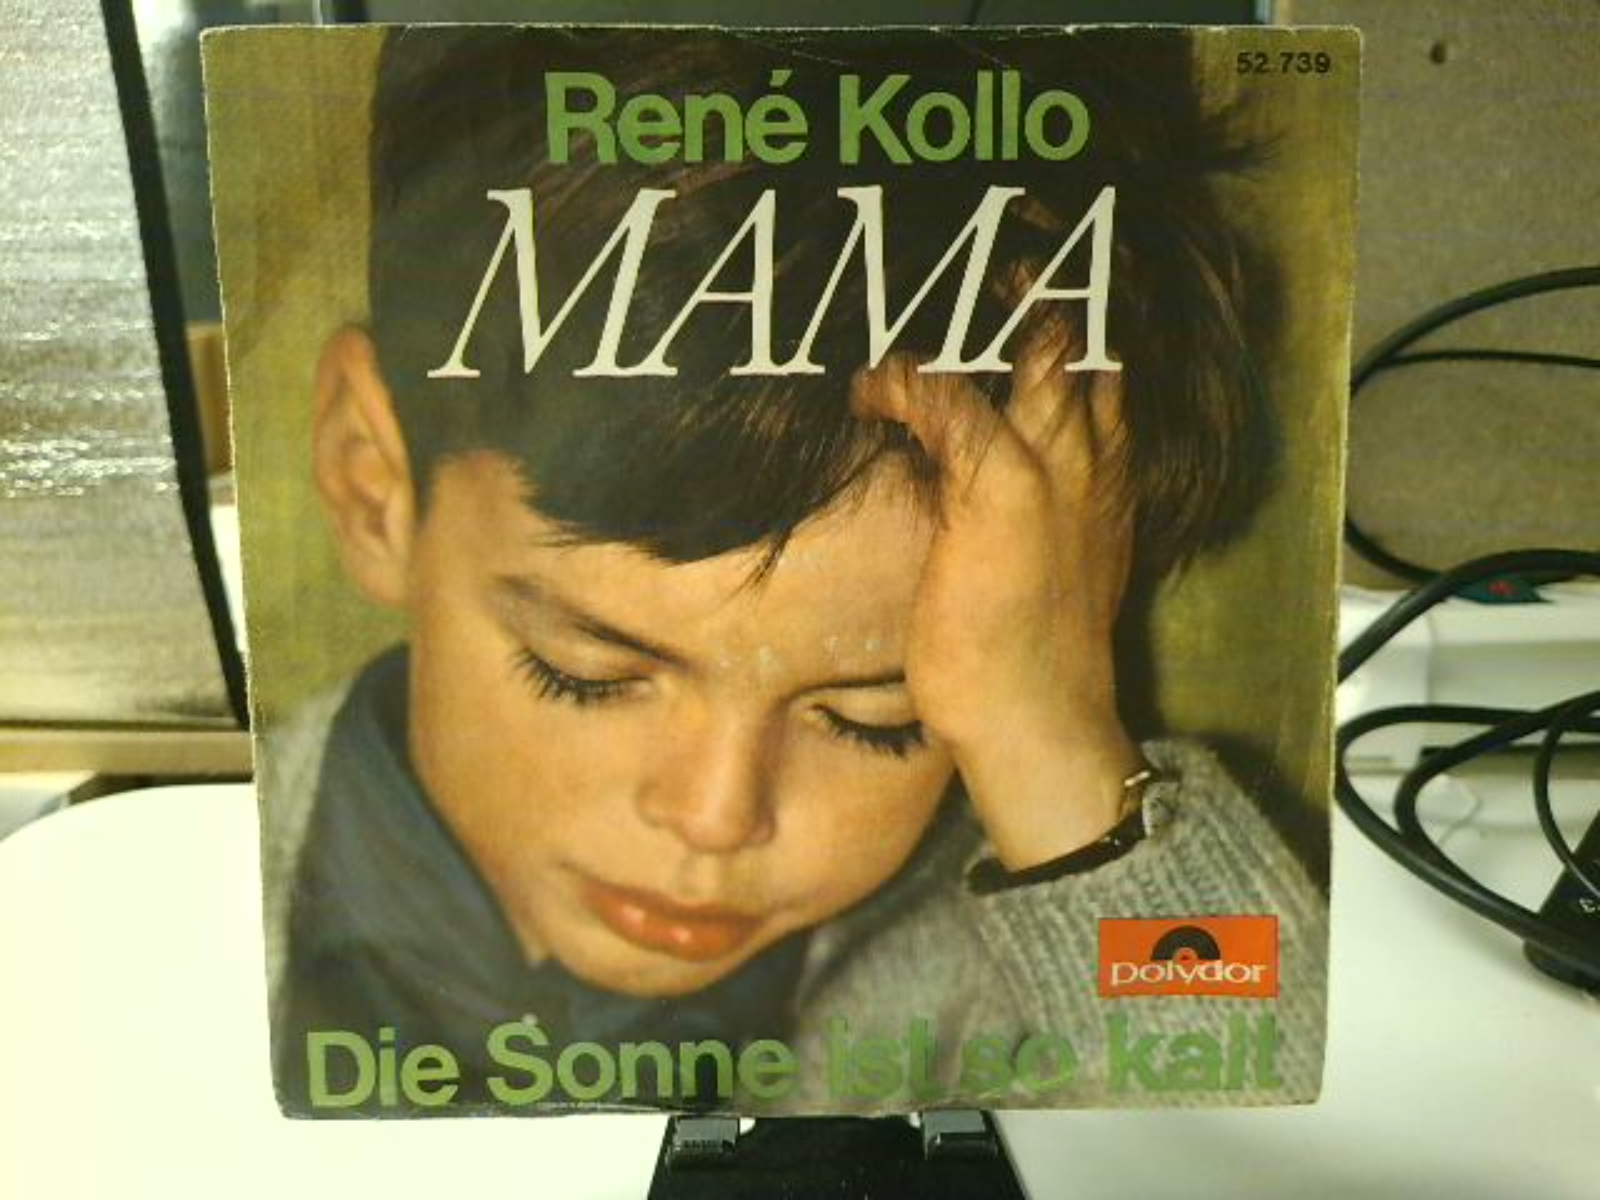 52 739
René Kollo
MAMA
polydor
Die Sonne ist so kalt